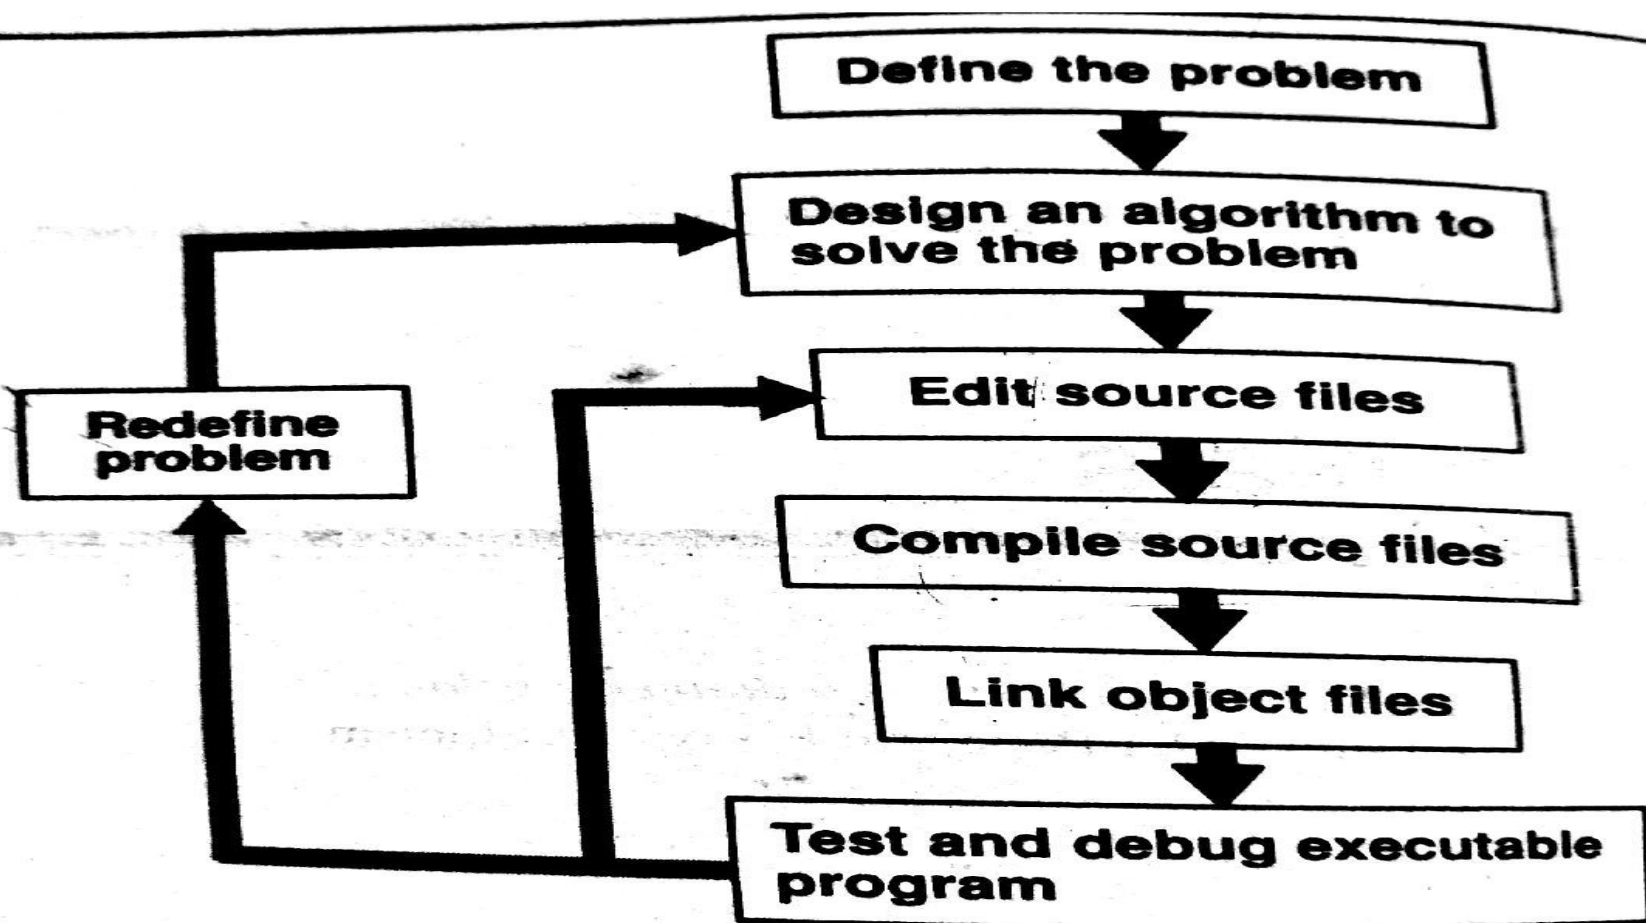 Define the problem
Design an algorithm to
solve the problem
Edit source files
Redefine
problem
Compile source files
Link object files
Test and debug executable
program